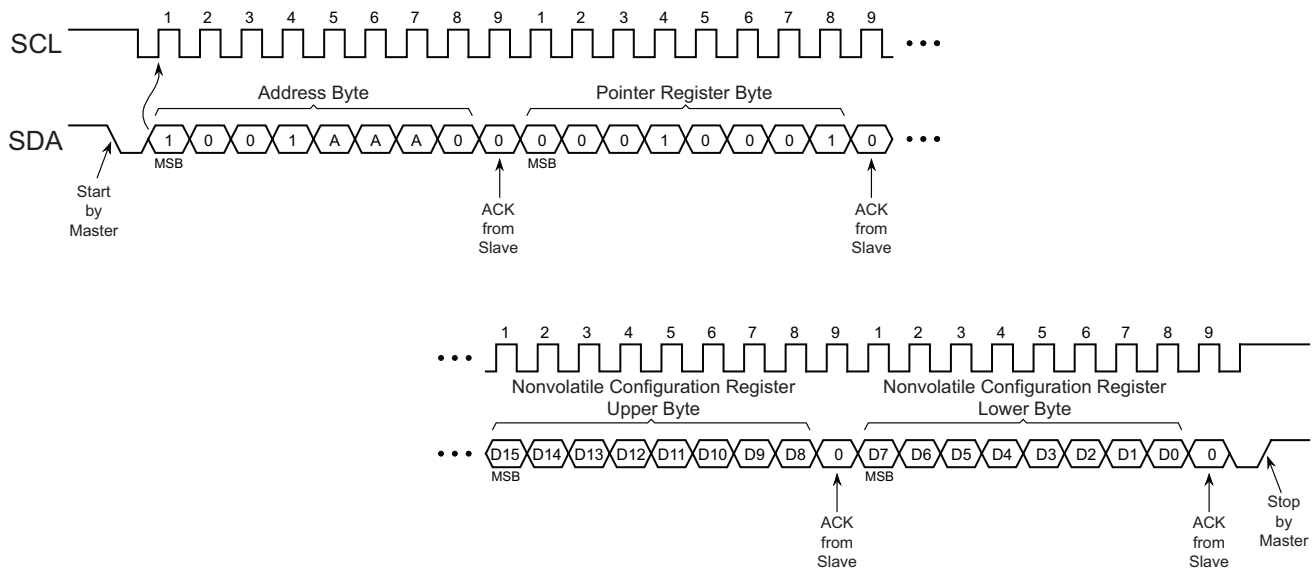 1 2 3 4 5 6 7 8 9 1 2 3 4 5 6 7 8 9
SCL
Address Byte Pointer Register Byte
SDA 1 0 0 1 A A A 0 0 0 0 0 1 0 0 0 1 0
MSB MSB
Start
by
Master
ACK
from
Slave
ACK
from
Slave
1 2 3 4 5 6 7 8 9 1 2 3 4 5 6 7 8 9
Nonvolatile Configuration Register
Upper Byte
Nonvolatile Configuration Register
Lower Byte
D15 D14 D13 D12 D11 D10 D9 D8 0 D7 D6 D5 D4 D3 D2 D1 D0 0
MSB MSB
ACK
from
Slave
ACK
from
Slave
Stop
by
Master